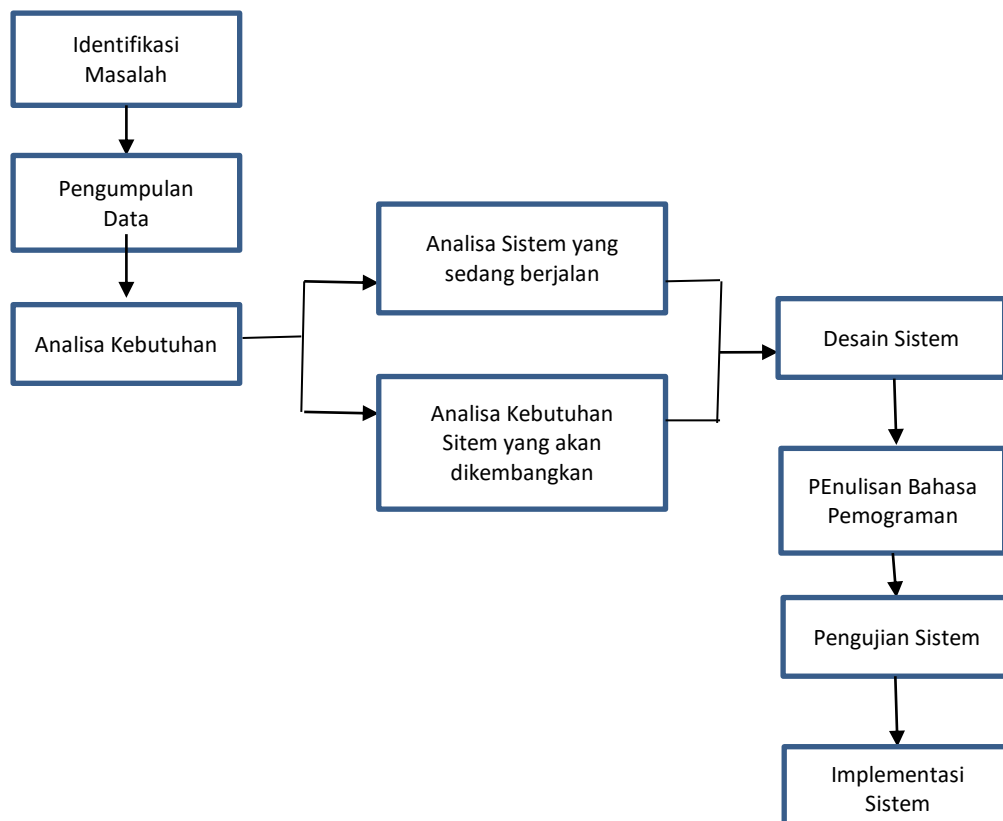 Identifikasi
Masalah
Pengumpulan
Data
Analisa Kebutuhan
Analisa Sistem yang
sedang berjalan
Analisa Kebutuhan
Sitem yang akan
dikembangkan
Desain Sistem
PEnulisan Bahasa
Pemograman
Pengujian Sistem
Implementasi
Sistem